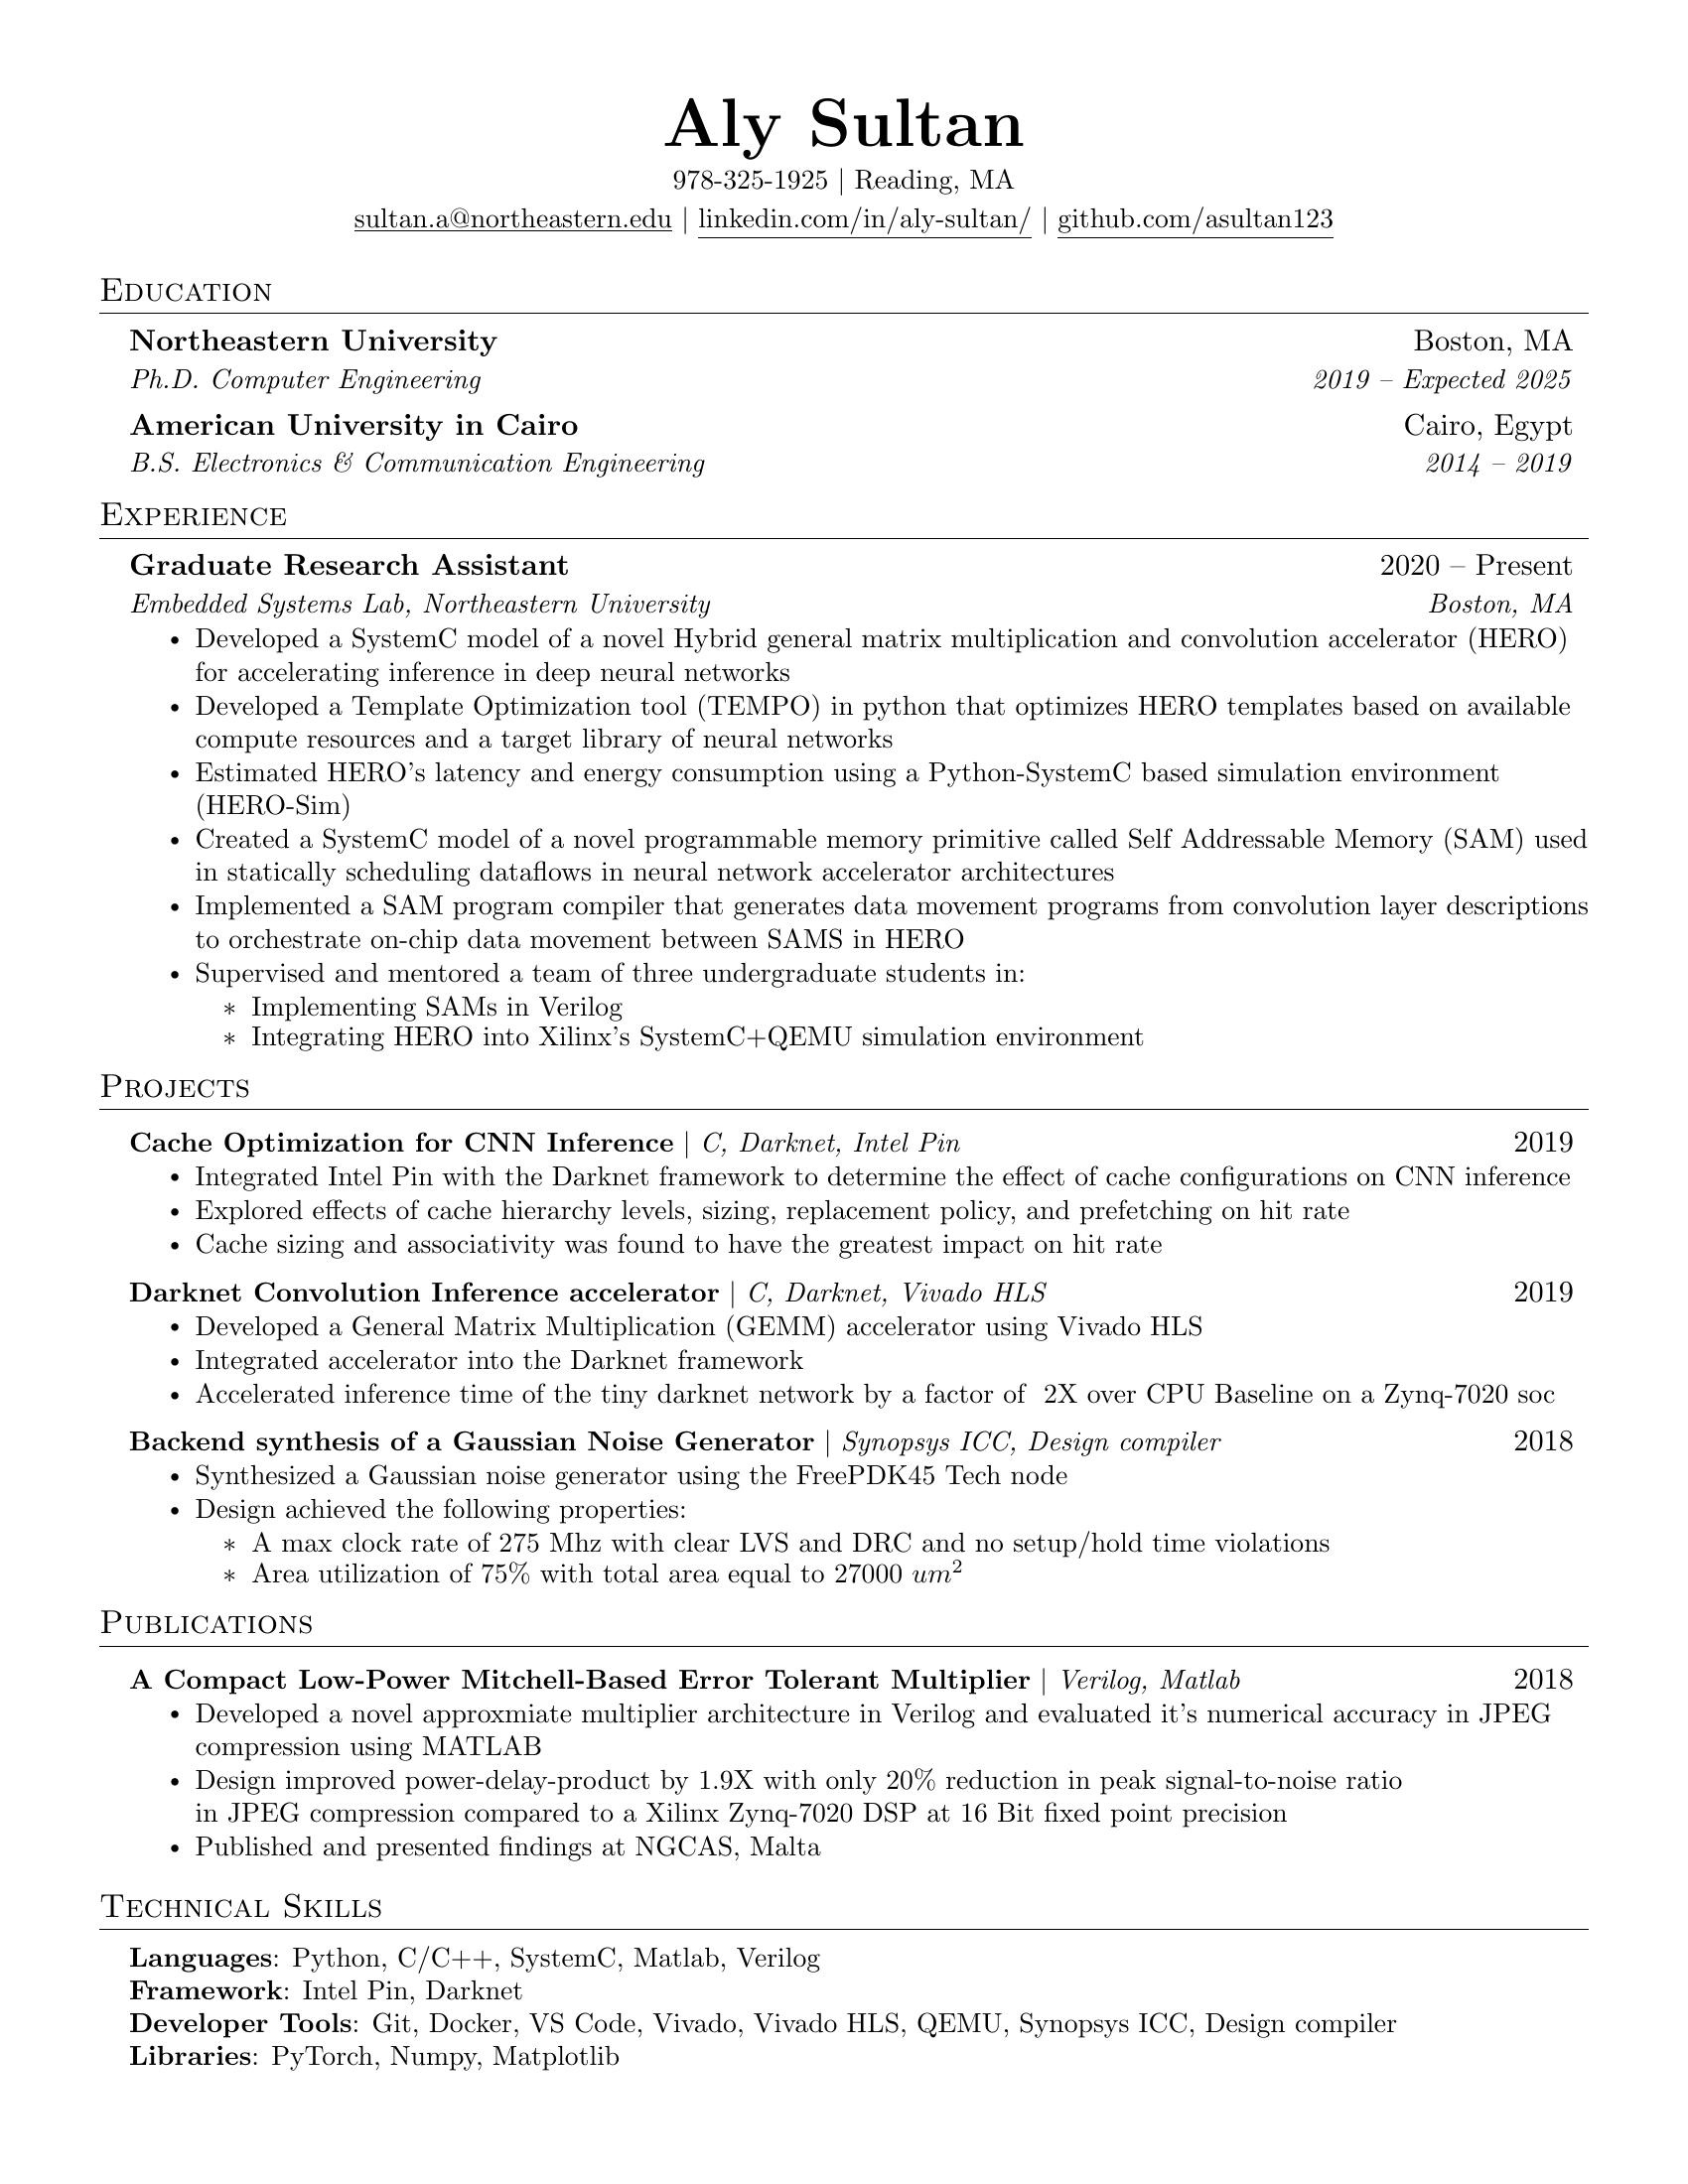 Aly Sultan
978-325-1925 | Reading, MA
sultan.a@northeastern.edu | linkedin.com/in/aly-sultan/ | github.com/asultan123
Education
Northeastern University Boston, MA
Ph.D. Computer Engineering 2019 – Expected 2025
American University in Cairo Cairo, Egypt
B.S. Electronics & Communication Engineering 2014 – 2019
Experience
Graduate Research Assistant 2020 – Present
Embedded Systems Lab, Northeastern University Boston, MA
• Developed a SystemC model of a novel Hybrid general matrix multiplication and convolution accelerator (HERO)
for accelerating inference in deep neural networks
• Developed a Template Optimization tool (TEMPO) in python that optimizes HERO templates based on available
compute resources and a target library of neural networks
• Estimated HERO's latency and energy consumption using a Python-SystemC based simulation environment
(HERO-Sim)
• Created a SystemC model of a novel programmable memory primitive called Self Addressable Memory (SAM) used
in statically scheduling dataflows in neural network accelerator architectures
• Implemented a SAM program compiler that generates data movement programs from convolution layer descriptions
to orchestrate on-chip data movement between SAMS in HERO
• Supervised and mentored a team of three undergraduate students in:
∗ Implementing SAMs in Verilog
∗ Integrating HERO into Xilinx's SystemC+QEMU simulation environment
Projects
Cache Optimization for CNN Inference | C, Darknet, Intel Pin 2019
• Integrated Intel Pin with the Darknet framework to determine the effect of cache configurations on CNN inference
• Explored effects of cache hierarchy levels, sizing, replacement policy, and prefetching on hit rate
• Cache sizing and associativity was found to have the greatest impact on hit rate
Darknet Convolution Inference accelerator | C, Darknet, Vivado HLS 2019
• Developed a General Matrix Multiplication (GEMM) accelerator using Vivado HLS
• Integrated accelerator into the Darknet framework
• Accelerated inference time of the tiny darknet network by a factor of 2X over CPU Baseline on a Zynq-7020 soc
Backend synthesis of a Gaussian Noise Generator | Synopsys ICC, Design compiler 2018
• Synthesized a Gaussian noise generator using the FreePDK45 Tech node
• Design achieved the following properties:
∗ A max clock rate of 275 Mhz with clear LVS and DRC and no setup/hold time violations
∗ Area utilization of 75% with total area equal to 27000 um²
Publications
A Compact Low-Power Mitchell-Based Error Tolerant Multiplier | Verilog, Matlab 2018
• Developed a novel approxmiate multiplier architecture in Verilog and evaluated it's numerical accuracy in JPEG
compression using MATLAB
• Design improved power-delay-product by 1.9X with only 20% reduction in peak signal-to-noise ratio
in JPEG compression compared to a Xilinx Zynq-7020 DSP at 16 Bit fixed point precision
• Published and presented findings at NGCAS, Malta
Technical Skills
Languages: Python, C/C++, SystemC, Matlab, Verilog
Framework: Intel Pin, Darknet
Developer Tools: Git, Docker, VS Code, Vivado, Vivado HLS, QEMU, Synopsys ICC, Design compiler
Libraries: PyTorch, Numpy, Matplotlib